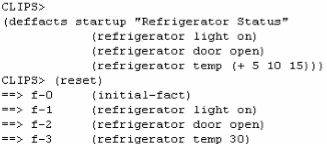 CLIPS>
(deffacts startup "Refrigerator Status"
(refrigerator light on)
(refrigerator door open)
(refrigerator temp (+ 5 10 15)))
CLIPS> (reset)
==> f-0 (initial-fact)
==> f-1 (refrigerator light on)
==> f-2 (refrigerator door open)
==> f-3 (refrigerator temp 30)